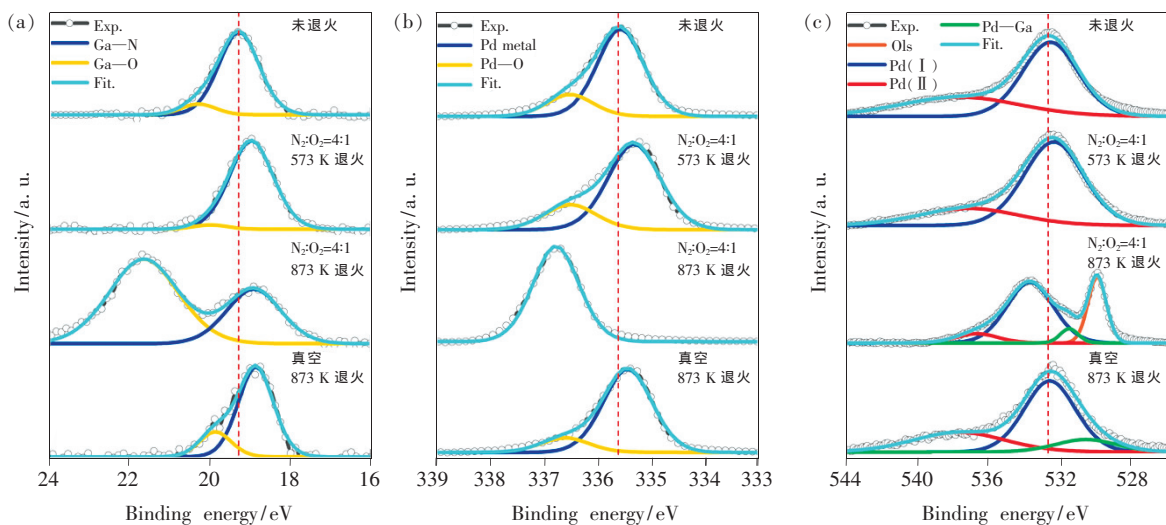 (a)
Exp.
Ga—N
Ga—O
Fit.
未退火
N₂:O₂=4:1
573 K 退火
N₂:O₂=4:1
873 K 退火
真空
873 K 退火
Intensity/a. u.
24 22 20 18 16
Binding energy/eV
(b)
Exp.
Pd metal
Pd—O
Fit.
未退火
N₂:O₂=4:1
573 K 退火
N₂:O₂=4:1
873 K 退火
真空
873 K 退火
Intensity/a. u.
339 338 337 336 335 334 333
Binding energy/eV
(c)
Exp.
Ols
Pd(Ⅰ)
Pd(Ⅱ)
Pd—Ga
Fit.
未退火
N₂:O₂=4:1
573 K 退火
N₂:O₂=4:1
873 K 退火
真空
873 K 退火
Intensity/a. u.
544 540 536 532 528
Binding energy/eV